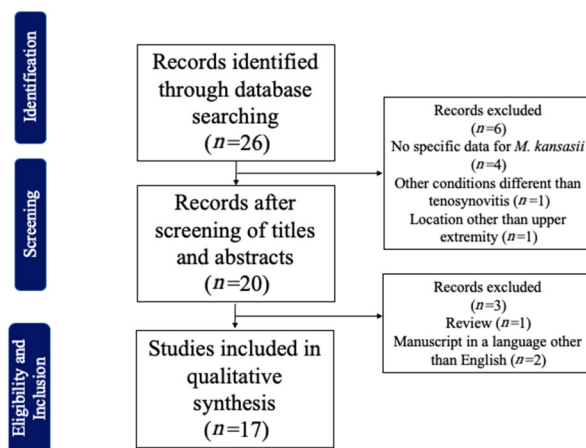 Identification
Records identified
through database
searching
(n=26)
Records excluded
(n=6)
No specific data for M. kansasii
(n=4)
Other conditions different than
tenosynovitis (n=1)
Location other than upper
extremity (n=1)
Screening
Records after
screening of titles
and abstracts
(n=20)
Records excluded
(n=3)
Review (n=1)
Manuscript in a language other
than English (n=2)
Eligibility and
Inclusion
Studies included in
qualitative
synthesis
(n=17)